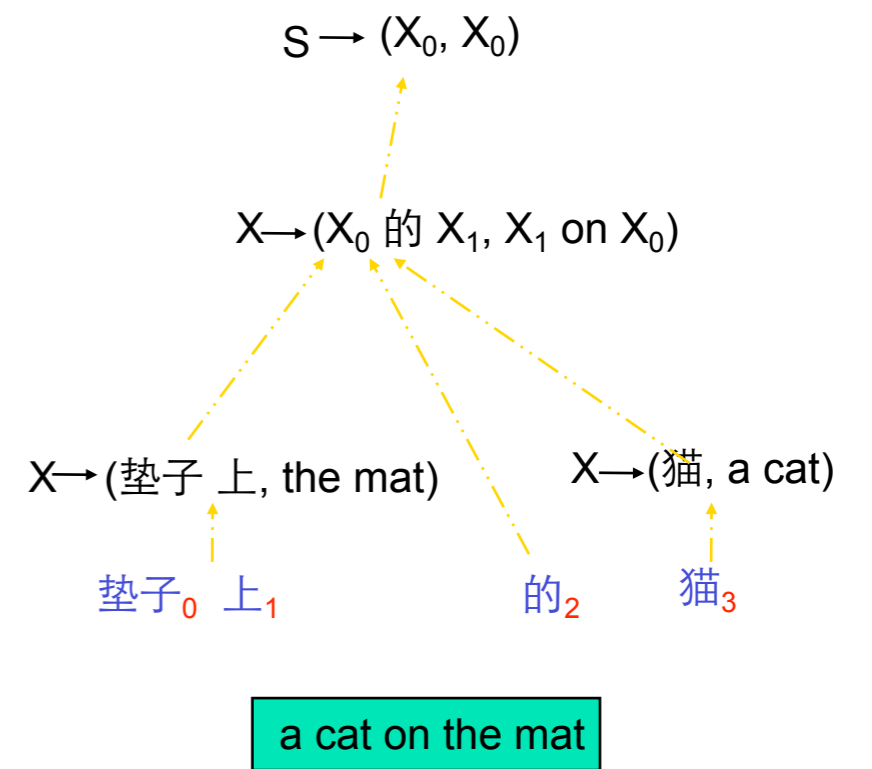 S → (X₀, X₀)
X → (X₀ 的 X₁, X₁ on X₀)
X → (垫子 上, the mat) X → (猫, a cat)
垫子₀ 上₁ 的₂ 猫₃
a cat on the mat